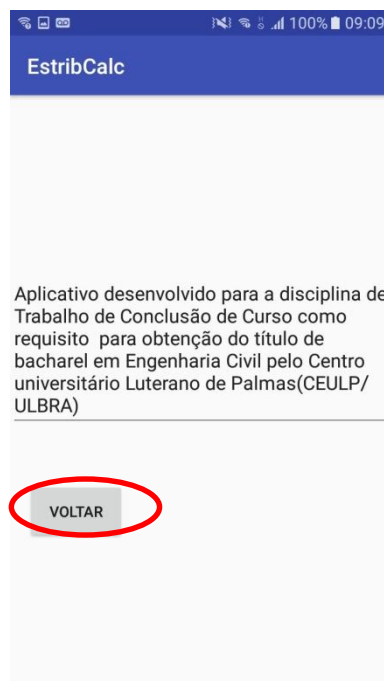 100% 09:09
EstribCalc
Aplicativo desenvolvido para a disciplina de
Trabalho de Conclusão de Curso como
requisito  para obtenção do título de
bacharel em Engenharia Civil pelo Centro
universitário Luterano de Palmas(CEULP/
ULBRA)
VOLTAR